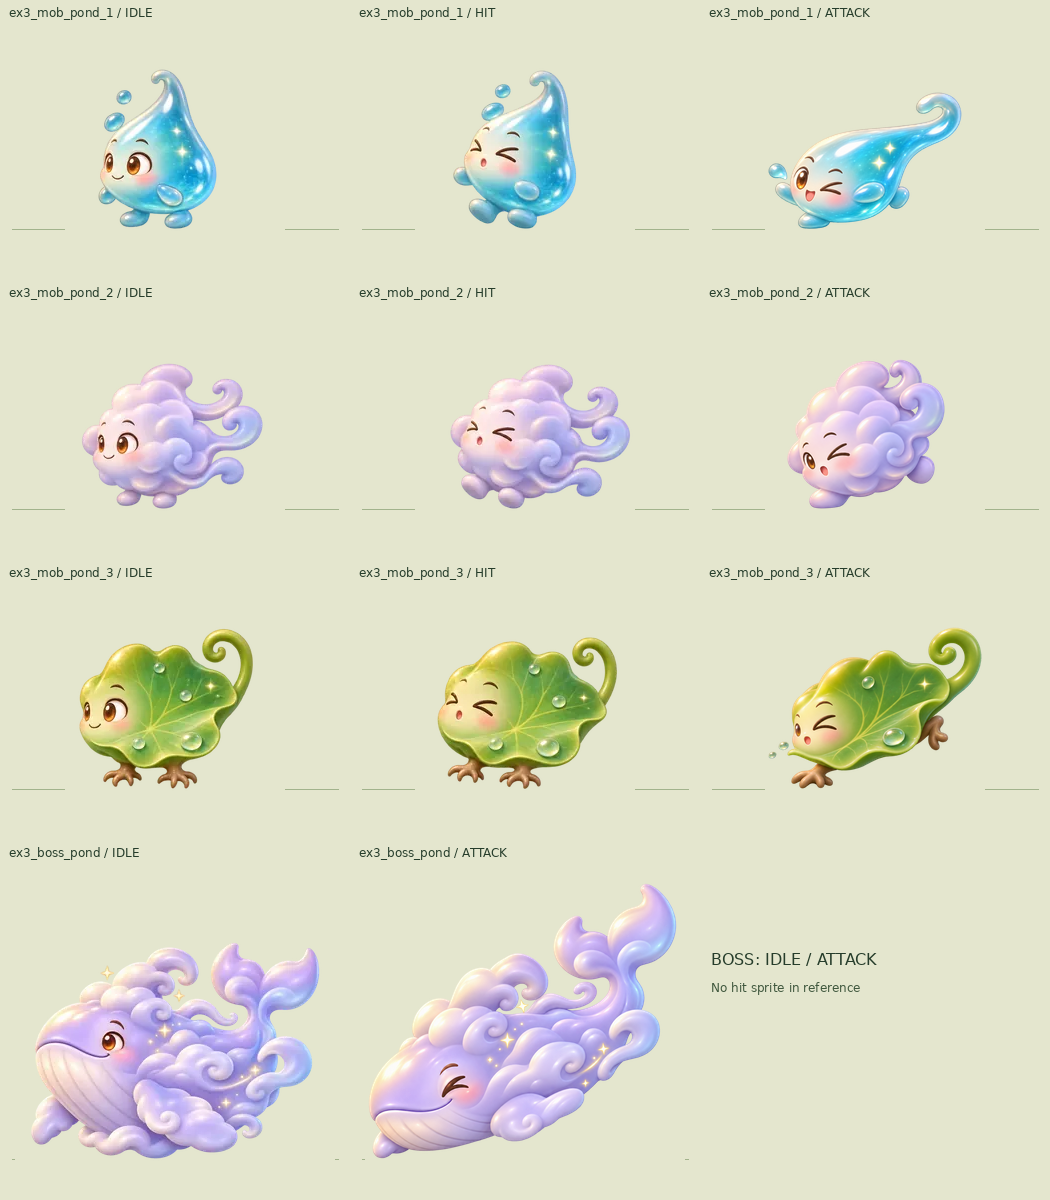 ex3_mob_pond_1 / IDLE
ex3_mob_pond_1 / HIT
ex3_mob_pond_1 / ATTACK
ex3_mob_pond_2 / IDLE
ex3_mob_pond_2 / HIT
ex3_mob_pond_2 / ATTACK
ex3_mob_pond_3 / IDLE
ex3_mob_pond_3 / HIT
ex3_mob_pond_3 / ATTACK
ex3_boss_pond / IDLE
ex3_boss_pond / ATTACK
BOSS: IDLE / ATTACK
No hit sprite in reference